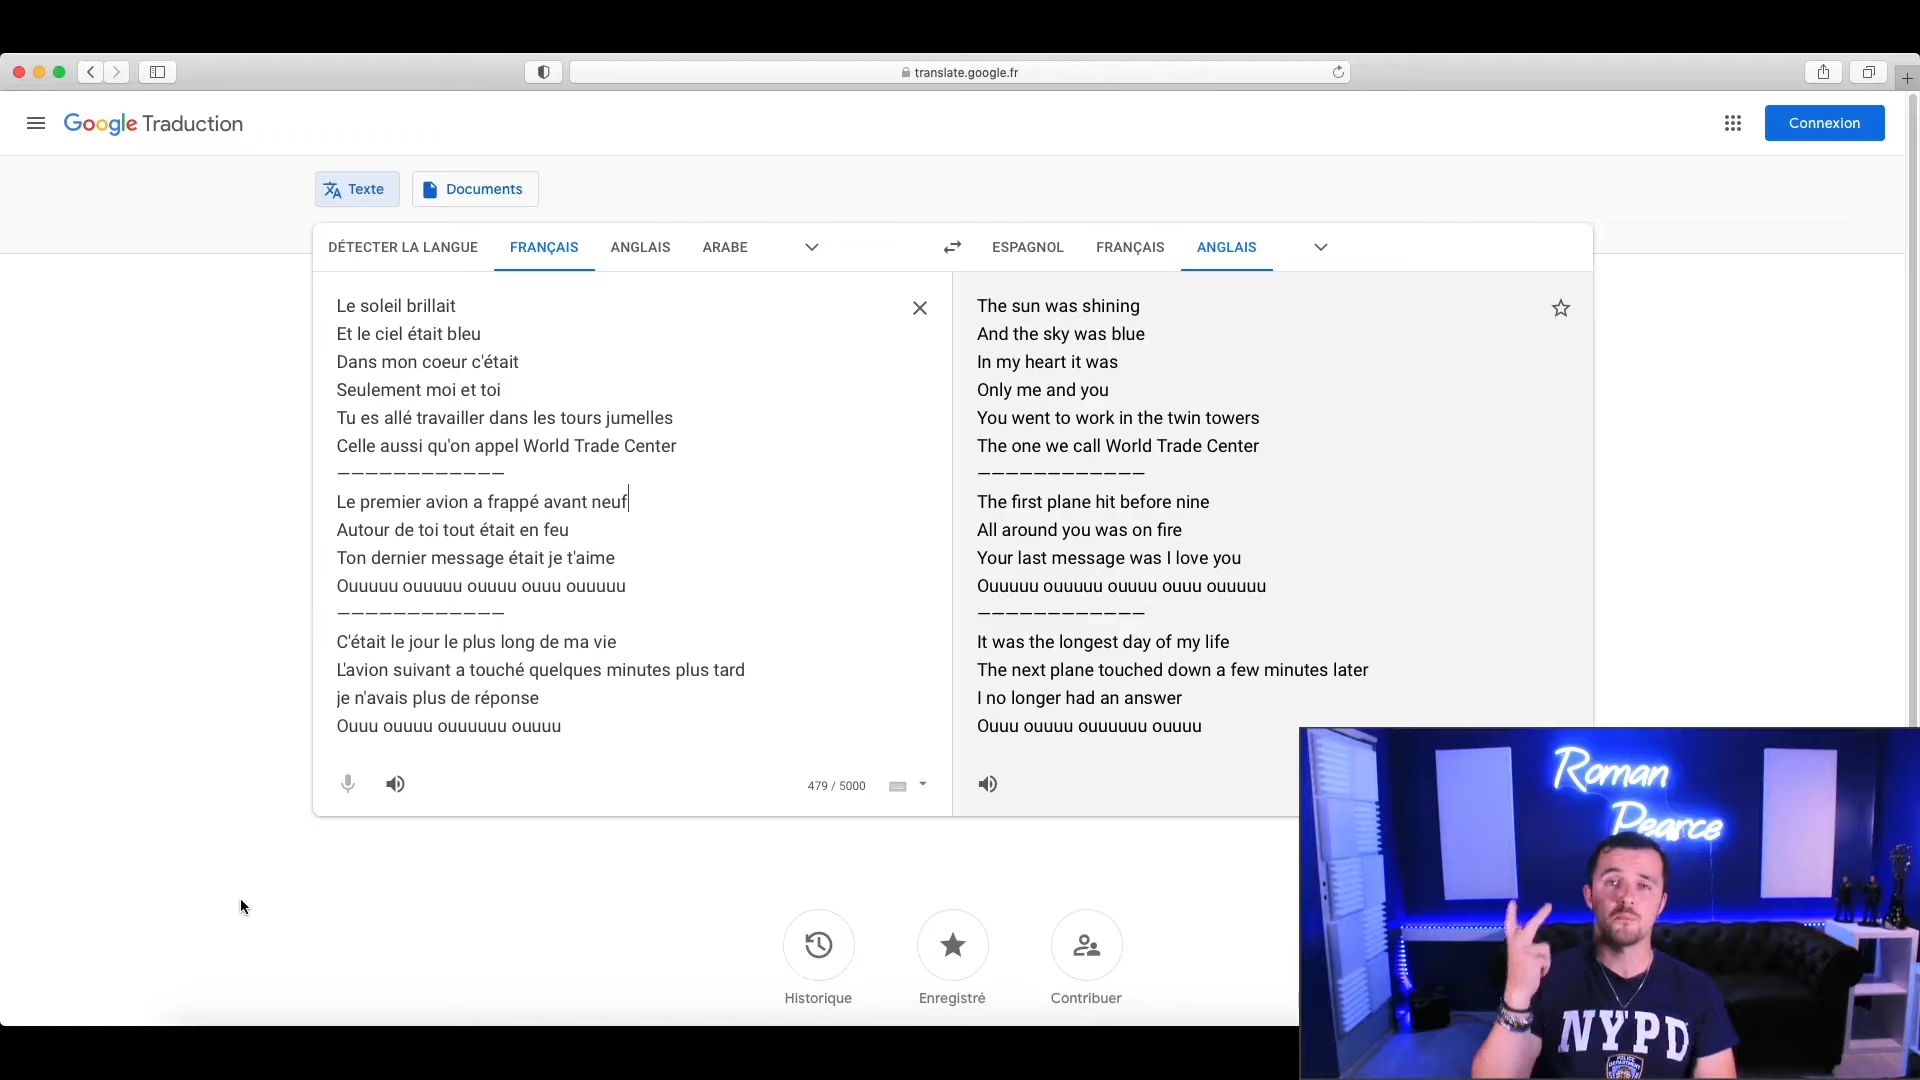 translate.google.fr
Google Traduction
Connexion
Texte
Documents
DÉTECTER LA LANGUE
FRANÇAIS
ANGLAIS
ARABE
ESPAGNOL
FRANÇAIS
ANGLAIS
Le soleil brillait
Et le ciel était bleu
Dans mon coeur c'était
Seulement moi et toi
Tu es allé travailler dans les tours jumelles
Celle aussi qu'on appel World Trade Center
————————————
Le premier avion a frappé avant neuf
Autour de toi tout était en feu
Ton dernier message était je t'aime
Ouuuuu ouuuuu ouuuu ouuu ouuuuu
————————————
C'était le jour le plus long de ma vie
L'avion suivant a touché quelques minutes plus tard
je n'avais plus de réponse
Ouuu ouuuu ouuuuuu ouuuu
479 / 5000
The sun was shining
And the sky was blue
In my heart it was
Only me and you
You went to work in the twin towers
The one we call World Trade Center
————————————
The first plane hit before nine
All around you was on fire
Your last message was I love you
Ouuuuu ouuuuu ouuuu ouuu ouuuuu
————————————
It was the longest day of my life
The next plane touched down a few minutes later
I no longer had an answer
Ouuu ouuuu ouuuuuu ouuuu
Historique
Enregistré
Contribuer
Roman
Pearce
NYPD